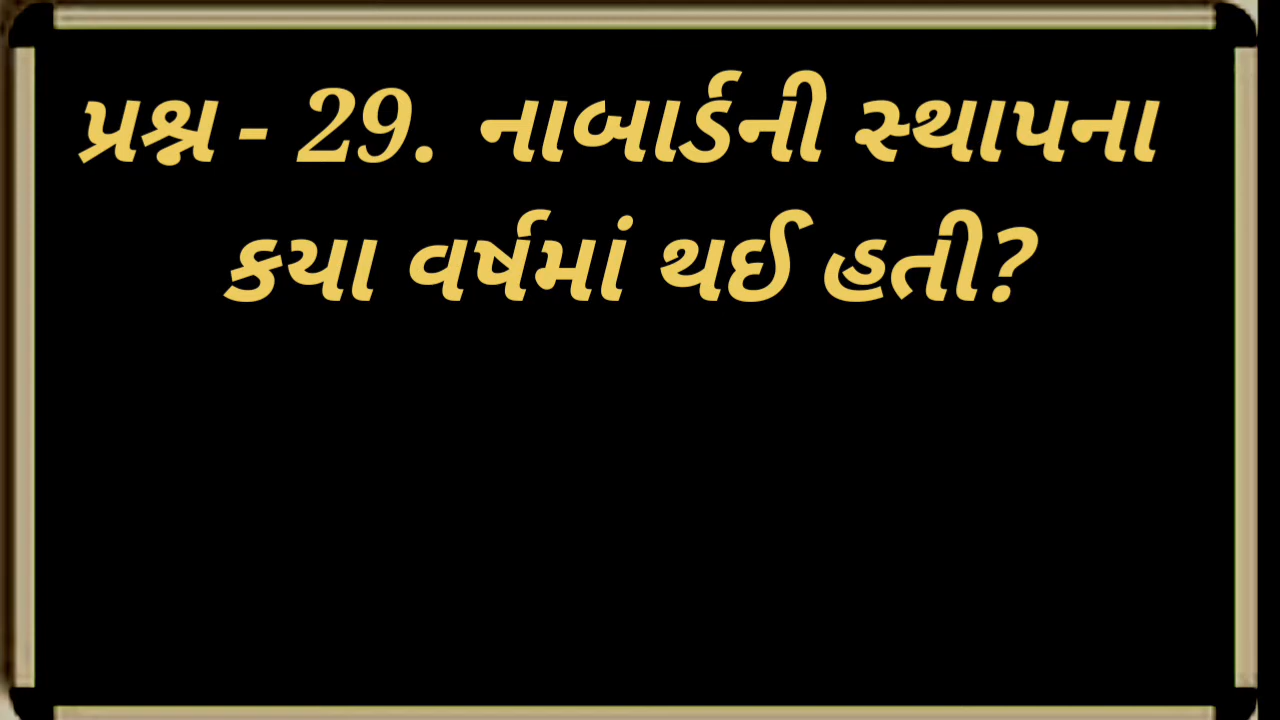 પ્રશ્ન - 29. નાબાર્ડની સ્થાપના
કયા વર્ષમાં થઈ હતી?